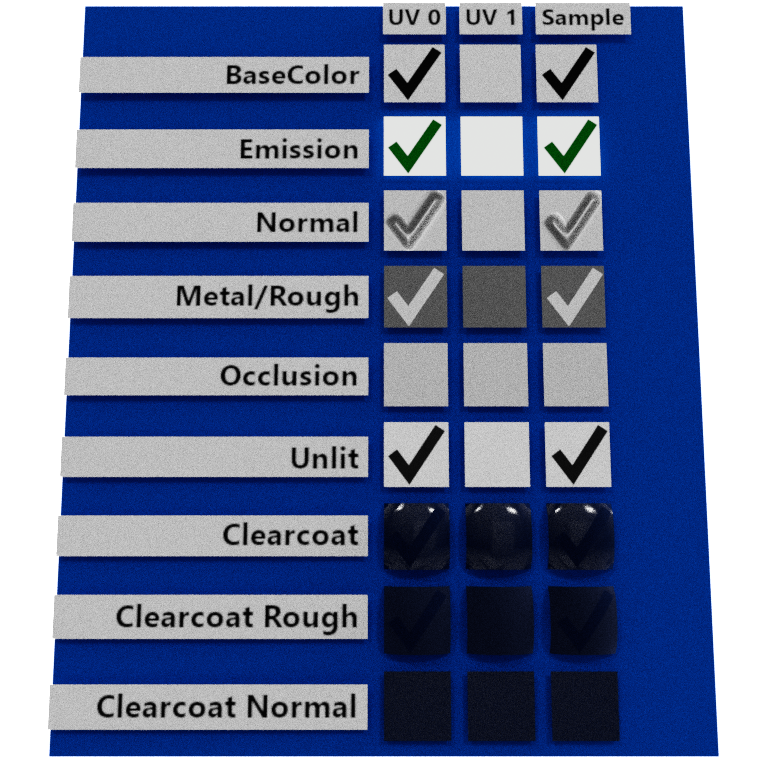 UV 0 UV 1 Sample
BaseColor
Emission
Normal
Metal/Rough
Occlusion
Unlit
Clearcoat
Clearcoat Rough
Clearcoat Normal